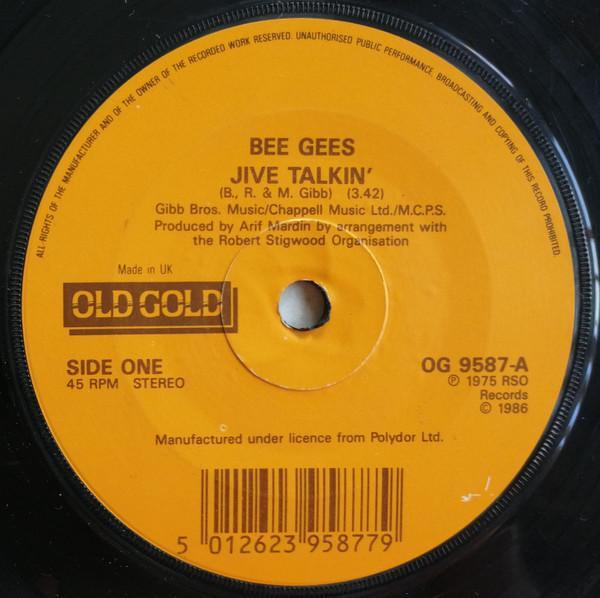 ALL RIGHTS OF THE MANUFACTURER AND OF THE OWNER OF THE RECORDED WORK RESERVED. UNAUTHORISED PUBLIC PERFORMANCE, BROADCASTING AND COPYING OF THIS RECORD PROHIBITED.
BEE GEES
JIVE TALKIN'
(B., R. & M. Gibb) (3.42)
Gibb Bros. Music/Chappell Music Ltd./M.C.P.S.
Produced by Arif Mardin by arrangement with
the Robert Stigwood Organisation
Made in UK
OLD GOLD
SIDE ONE
45 RPM STEREO
OG 9587-A
℗ 1975 RSO
Records
© 1986
Manufactured under licence from Polydor Ltd.
5 012623 958779